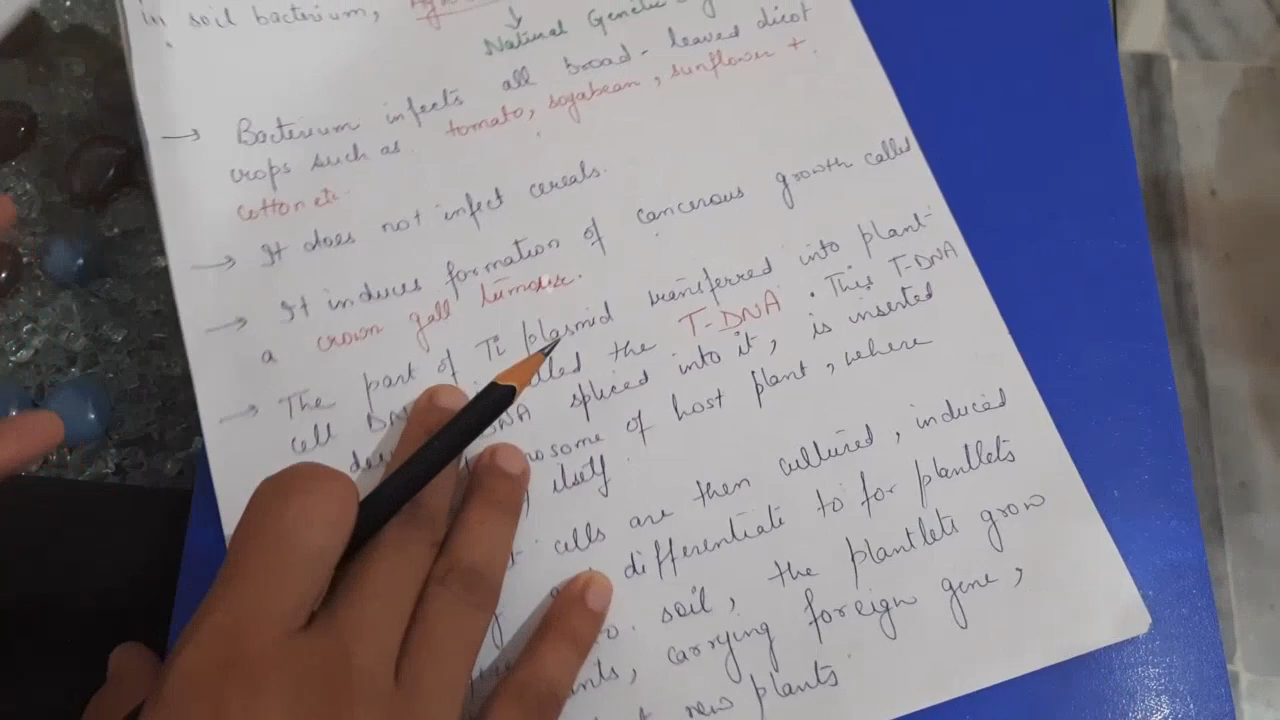 in soil bacterium,
Natural Genetic
→ Bacterium infects all broad-leaved dicot
crops such as tomato, soyabean, sunflower +
cotton etc
→ It does not infect cereals.
→ It induces formation of cancerous growth called
a crown gall tumour.
→ The part of Ti plasmid transferred into plant-
cell DN the T-DNA. This T-DNA
spliced into it, is inserted
of host plant, where
itself
cells are then cultured, induced
differentiate to for plantlets
soil, the plantlets grow
carrying foreign gene,
new plants